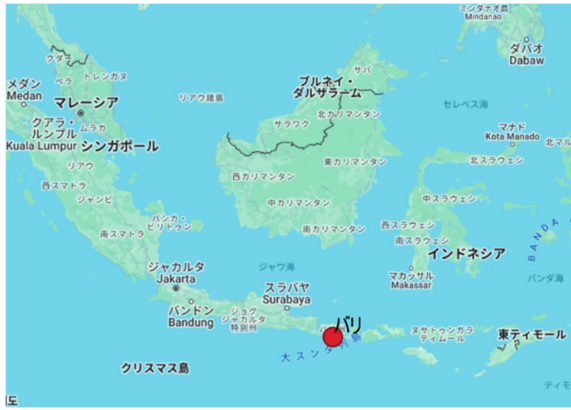 ミンダナオ島
Mindanao
ダバオ
Dabaw
クダ
ペラ
トレンガヌ
メダン
Medan
マレーシア
クアラ・
ルンプル
Kuala Lumpur
ムラカ
シンガポール
リアウ諸島
ブルネイ・
ダルサラーム
サバ
サラワク
北カリマンタン
セレベス海
マナド
Kota Manado
北スラウェシ
北マル
リアウ
西スマトラ
ジャンビ
南スマトラ
バンカ・
ビリトゥン
西カリマンタン
東カリマンタン
中カリマンタン
南カリマンタン
中スラウェシ
西スラウェシ
南スラウェシ
インドネシア
マカッサル
Makassar
BANDA
バンダ海
ジャカルタ
Jakarta
ジャワ海
スラバヤ
Surabaya
バンドン
Bandung
ジョグ
ジャカルタ
特別州
バリ
大スンダ列島
ヌサトゥンガラ
ティムール
東ティモール
クリスマス島
ティモ
도